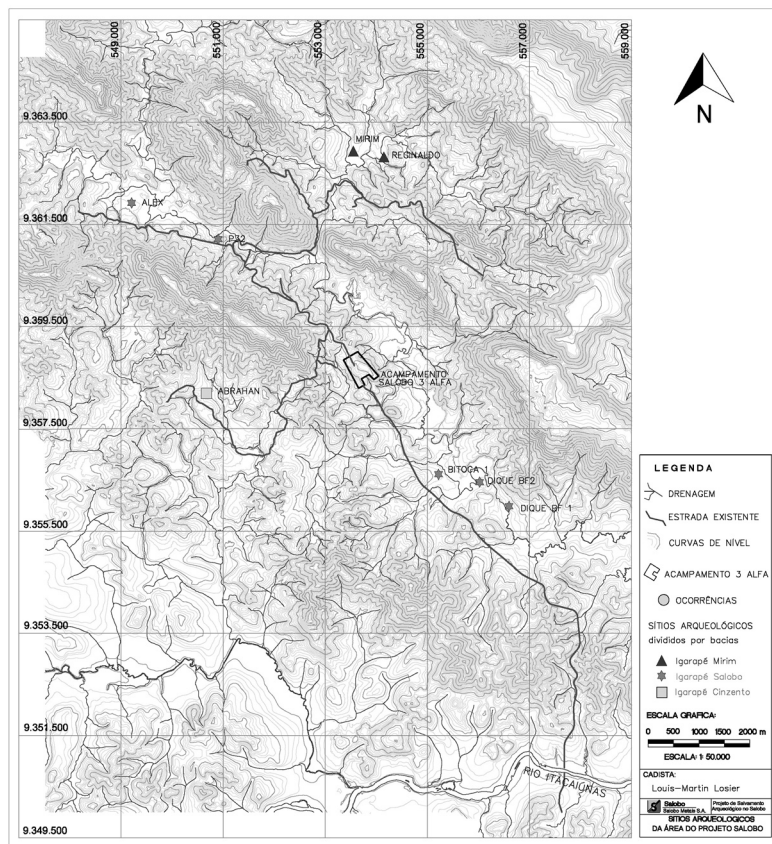 549.000
551.000
553.000
555.000
557.000
559.000
9.363.500
MIRIM
REGINALDO
ALEX
9.361.500
P32
9.359.500
ACAMPAMENTO
SALOBO 3 ALFA
ABRAHAN
9.357.500
BITOCA 1
DIQUE BF2
DIQUE BF 1
9.355.500
9.353.500
9.351.500
RIO ITACAIÚNAS
9.349.500
N
LEGENDA
DRENAGEM
ESTRADA EXISTENTE
CURVAS DE NÍVEL
ACAMPAMENTO 3 ALFA
OCORRÊNCIAS
SÍTIOS ARQUEOLÓGICOS
divididos por bacias
Igarapé Mirim
Igarapé Salobo
Igarapé Cinzento
ESCALA GRAFICA:
0 500 1000 1500 2000 m
ESCALA: 1: 50.000
CADISTA:
Louis-Martin Losier
Salobo
Salobo Metais S.A.
Projeto de Salvamento
Arqueológico no Salobo
SITIOS ARQUEOLOGICOS
DA ÁREA DO PROJETO SALOBO